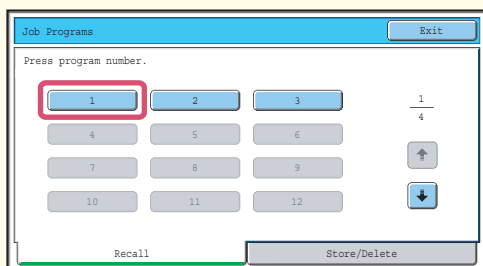 Job Programs Exit
Press program number.
1 2 3 1
4
4 5 6
7 8 9
10 11 12
Recall Store/Delete